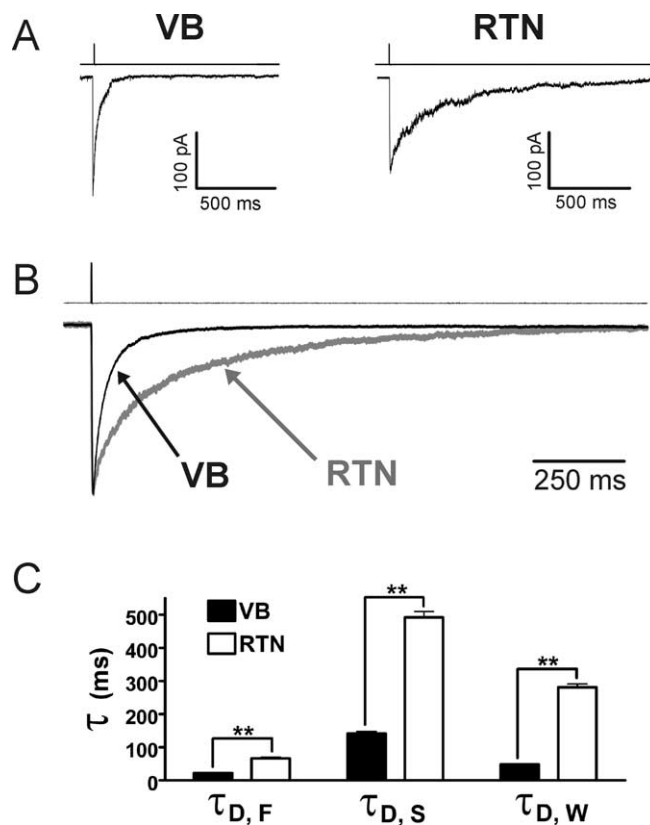 A
VB
RTN
100 pA
500 ms
100 pA
500 ms
B
VB
RTN
250 ms
C
VB
RTN
τ (ms)
500
400
300
200
100
0
**
**
**
τD, F
τD, S
τD, W